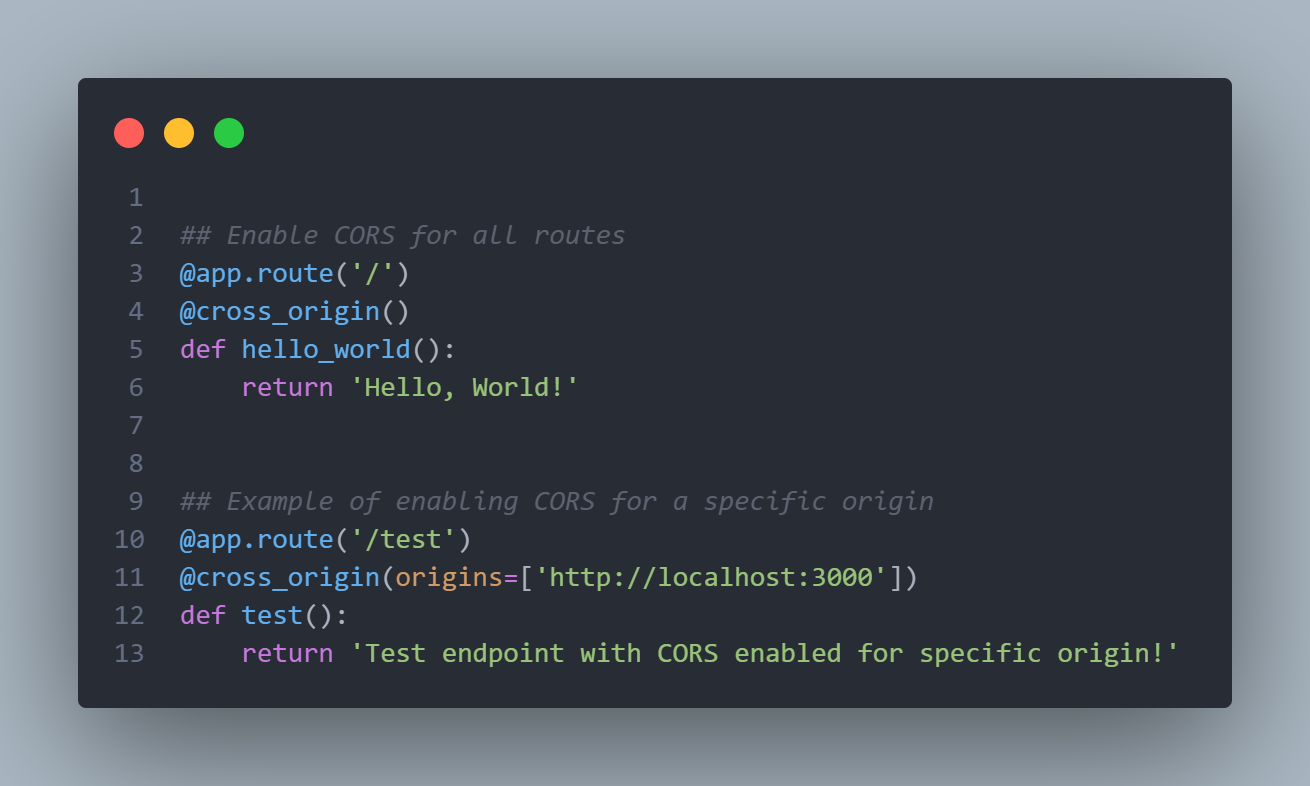 1
2 ## Enable CORS for all routes
3 @app.route('/')
4 @cross_origin()
5 def hello_world():
6     return 'Hello, World!'
7
8
9 ## Example of enabling CORS for a specific origin
10 @app.route('/test')
11 @cross_origin(origins=['http://localhost:3000'])
12 def test():
13     return 'Test endpoint with CORS enabled for specific origin!'